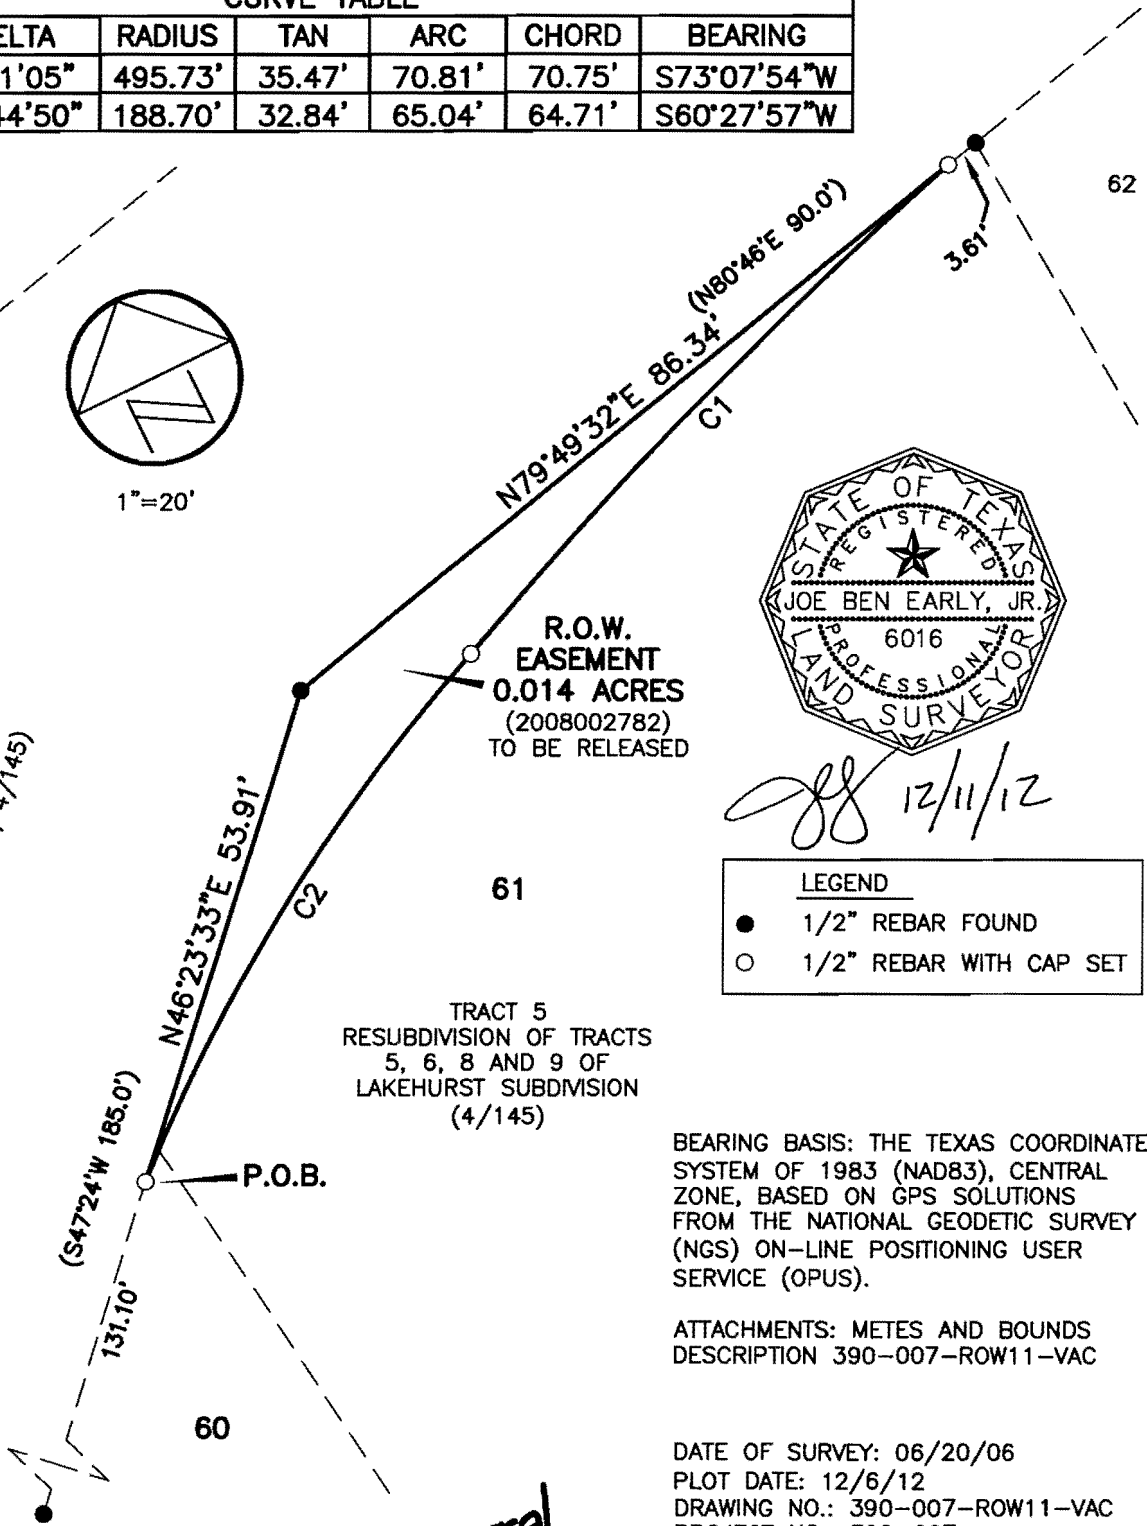 CURVE TABLE
ELTA RADIUS TAN ARC CHORD BEARING
1'05" 495.73' 35.47' 70.81' 70.75' S73°07'54"W
44'50" 188.70' 32.84' 65.04' 64.71' S60°27'57"W
62
(N80°46'E 90.0')
3.61'
N79°49'32"E 86.34'
C1
N
1"=20'
STATE OF TEXAS
REGISTERED
JOE BEN EARLY, JR.
6016
PROFESSIONAL
LAND SURVEYOR
R.O.W.
EASEMENT
0.014 ACRES
(2008002782)
TO BE RELEASED
4/145)
12/11/12
N46°23'33"E 53.91'
C2
61
LEGEND
1/2" REBAR FOUND
1/2" REBAR WITH CAP SET
TRACT 5
RESUBDIVISION OF TRACTS
5, 6, 8 AND 9 OF
LAKEHURST SUBDIVISION
(4/145)
(S47°24'W 185.0')
P.O.B.
131.10'
60
BEARING BASIS: THE TEXAS COORDINATE
SYSTEM OF 1983 (NAD83), CENTRAL
ZONE, BASED ON GPS SOLUTIONS
FROM THE NATIONAL GEODETIC SURVEY
(NGS) ON-LINE POSITIONING USER
SERVICE (OPUS).
ATTACHMENTS: METES AND BOUNDS
DESCRIPTION 390-007-ROW11-VAC
DATE OF SURVEY: 06/20/06
PLOT DATE: 12/6/12
DRAWING NO.: 390-007-ROW11-VAC